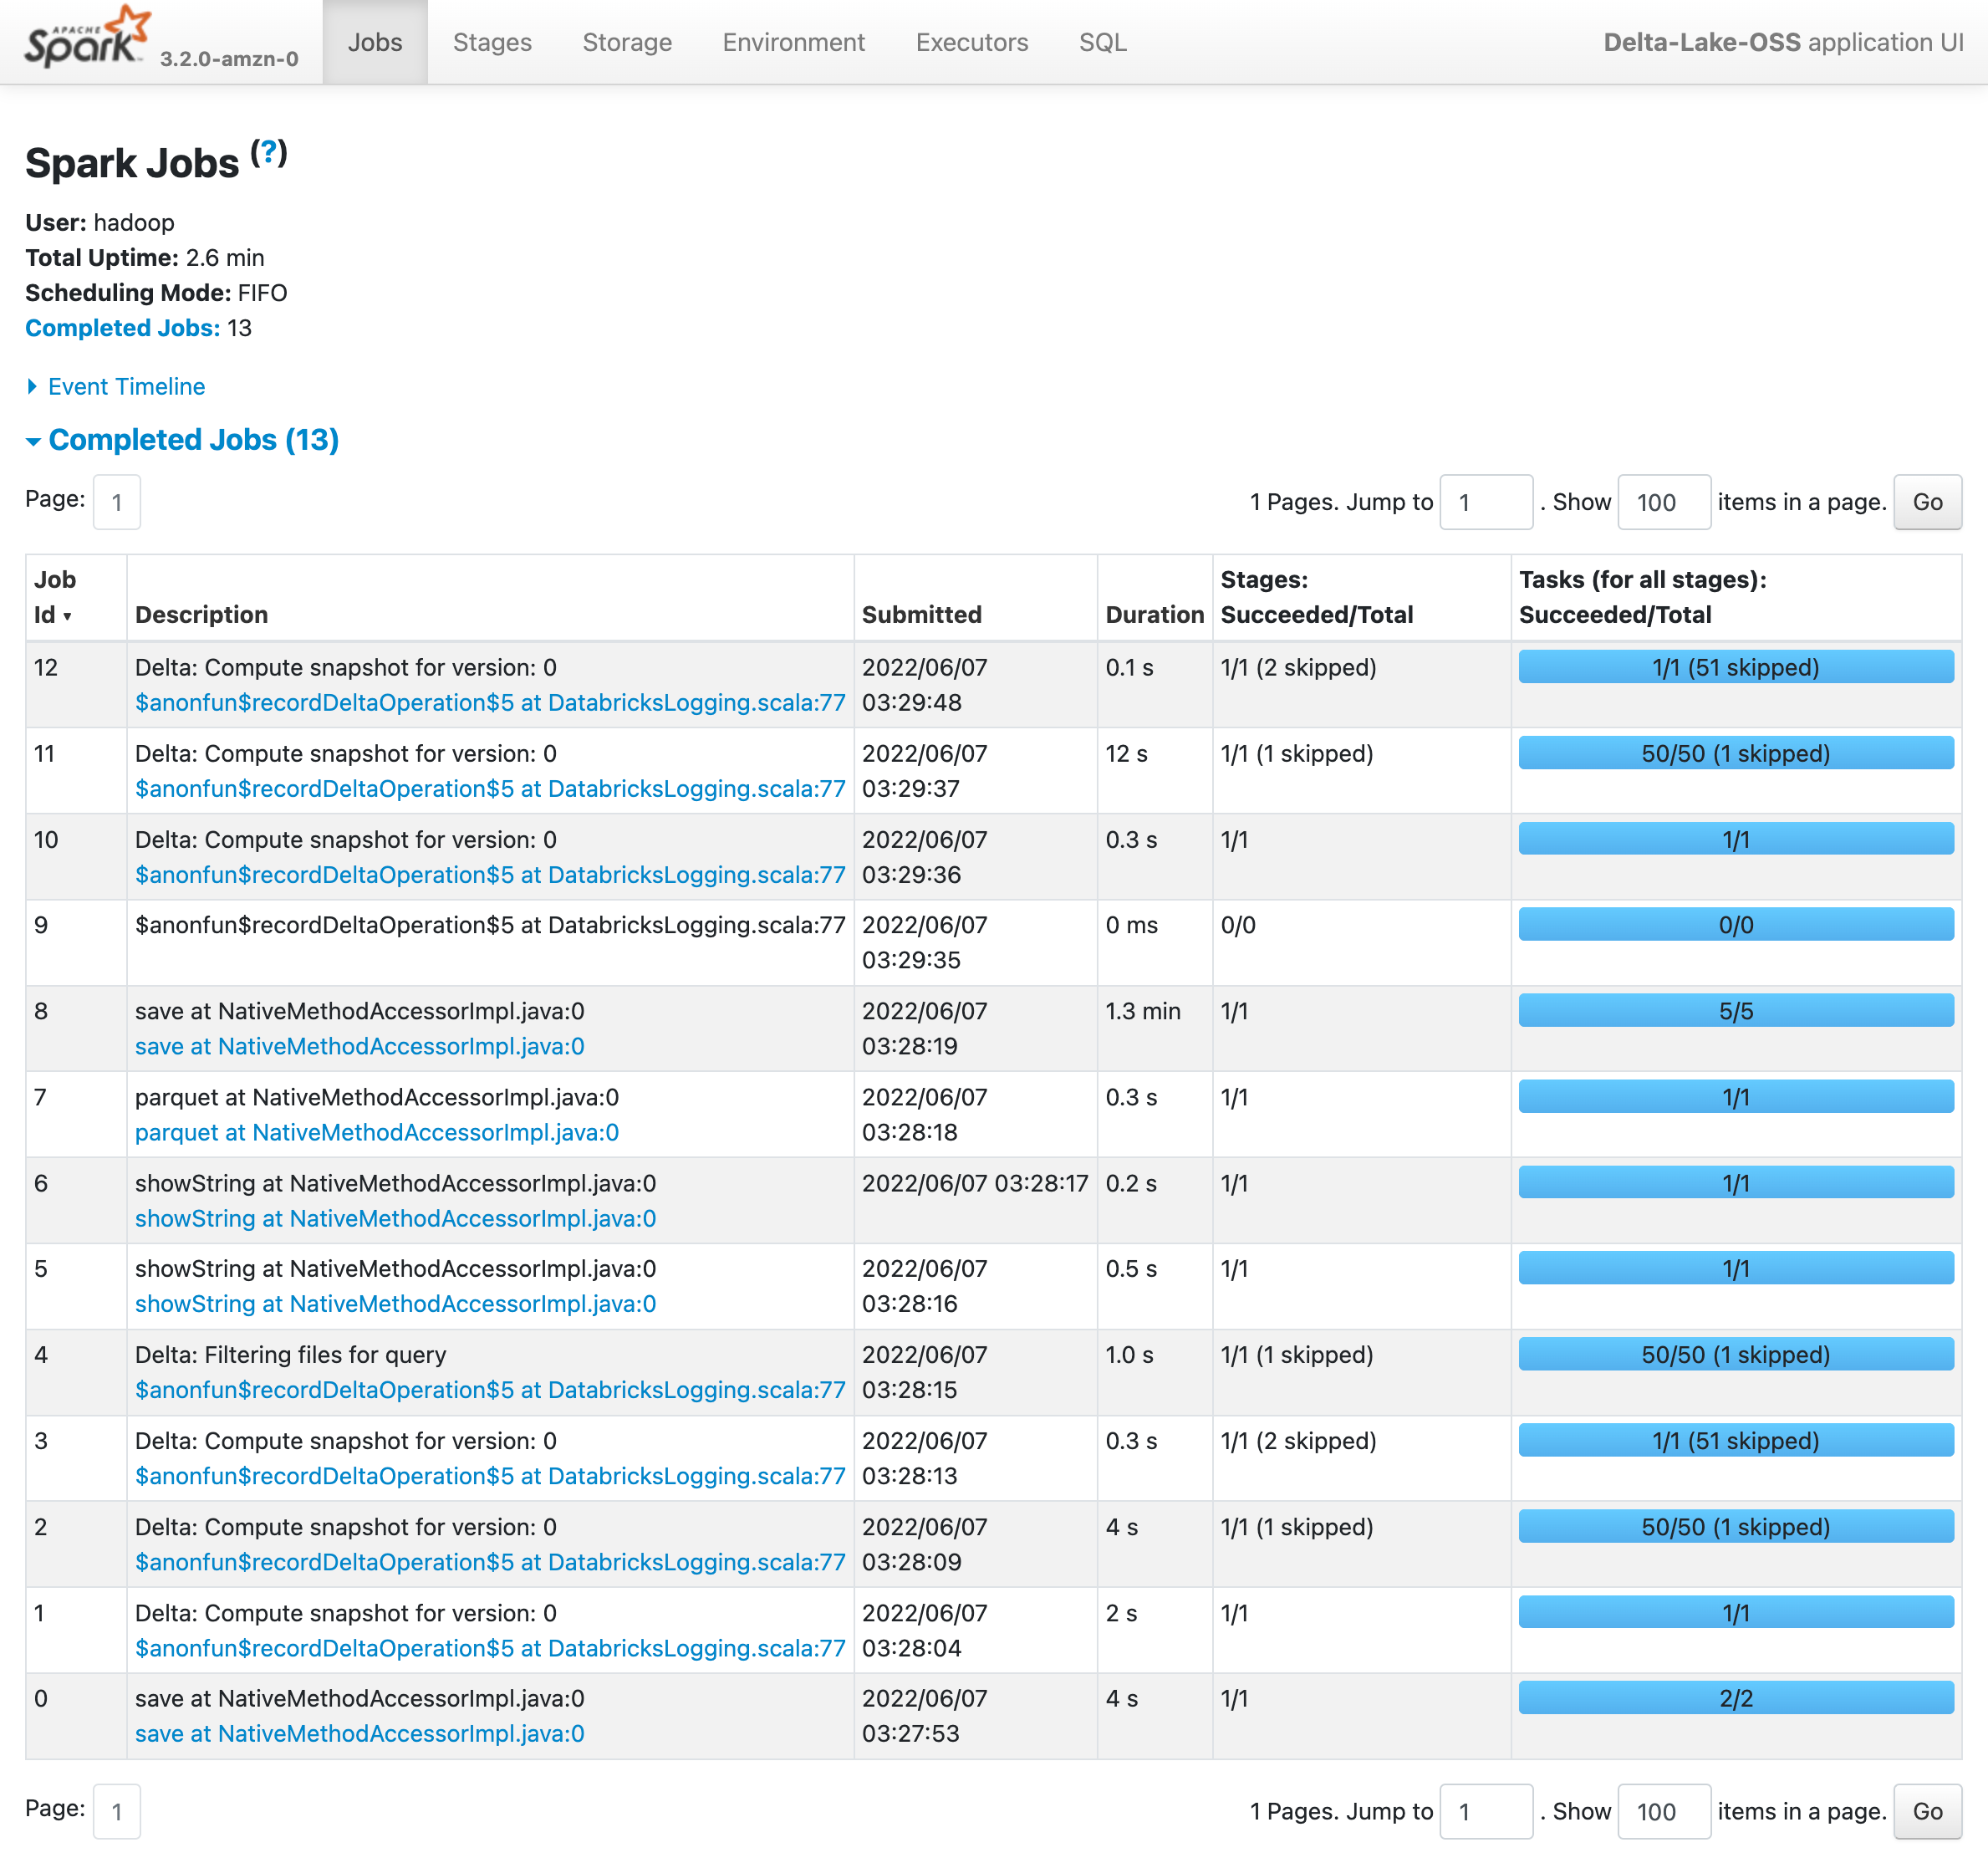 APACHE
Spark 3.2.0-amzn-0 Jobs Stages Storage Environment Executors SQL Delta-Lake-OSS application UI
Spark Jobs (?)
User: hadoop
Total Uptime: 2.6 min
Scheduling Mode: FIFO
Completed Jobs: 13
Event Timeline
Completed Jobs (13)
Page: 1 1 Pages. Jump to 1 . Show 100 items in a page. Go
Job Stages: Tasks (for all stages):
Id ▾ Description Submitted Duration Succeeded/Total Succeeded/Total
12 Delta: Compute snapshot for version: 0 2022/06/07 0.1 s 1/1 (2 skipped) 1/1 (51 skipped)
$anonfun$recordDeltaOperation$5 at DatabricksLogging.scala:77 03:29:48
11 Delta: Compute snapshot for version: 0 2022/06/07 12 s 1/1 (1 skipped) 50/50 (1 skipped)
$anonfun$recordDeltaOperation$5 at DatabricksLogging.scala:77 03:29:37
10 Delta: Compute snapshot for version: 0 2022/06/07 0.3 s 1/1 1/1
$anonfun$recordDeltaOperation$5 at DatabricksLogging.scala:77 03:29:36
9 $anonfun$recordDeltaOperation$5 at DatabricksLogging.scala:77 2022/06/07 0 ms 0/0 0/0
03:29:35
8 save at NativeMethodAccessorImpl.java:0 2022/06/07 1.3 min 1/1 5/5
save at NativeMethodAccessorImpl.java:0 03:28:19
7 parquet at NativeMethodAccessorImpl.java:0 2022/06/07 0.3 s 1/1 1/1
parquet at NativeMethodAccessorImpl.java:0 03:28:18
6 showString at NativeMethodAccessorImpl.java:0 2022/06/07 03:28:17 0.2 s 1/1 1/1
showString at NativeMethodAccessorImpl.java:0
5 showString at NativeMethodAccessorImpl.java:0 2022/06/07 0.5 s 1/1 1/1
showString at NativeMethodAccessorImpl.java:0 03:28:16
4 Delta: Filtering files for query 2022/06/07 1.0 s 1/1 (1 skipped) 50/50 (1 skipped)
$anonfun$recordDeltaOperation$5 at DatabricksLogging.scala:77 03:28:15
3 Delta: Compute snapshot for version: 0 2022/06/07 0.3 s 1/1 (2 skipped) 1/1 (51 skipped)
$anonfun$recordDeltaOperation$5 at DatabricksLogging.scala:77 03:28:13
2 Delta: Compute snapshot for version: 0 2022/06/07 4 s 1/1 (1 skipped) 50/50 (1 skipped)
$anonfun$recordDeltaOperation$5 at DatabricksLogging.scala:77 03:28:09
1 Delta: Compute snapshot for version: 0 2022/06/07 2 s 1/1 1/1
$anonfun$recordDeltaOperation$5 at DatabricksLogging.scala:77 03:28:04
0 save at NativeMethodAccessorImpl.java:0 2022/06/07 4 s 1/1 2/2
save at NativeMethodAccessorImpl.java:0 03:27:53
Page: 1 1 Pages. Jump to 1 . Show 100 items in a page. Go